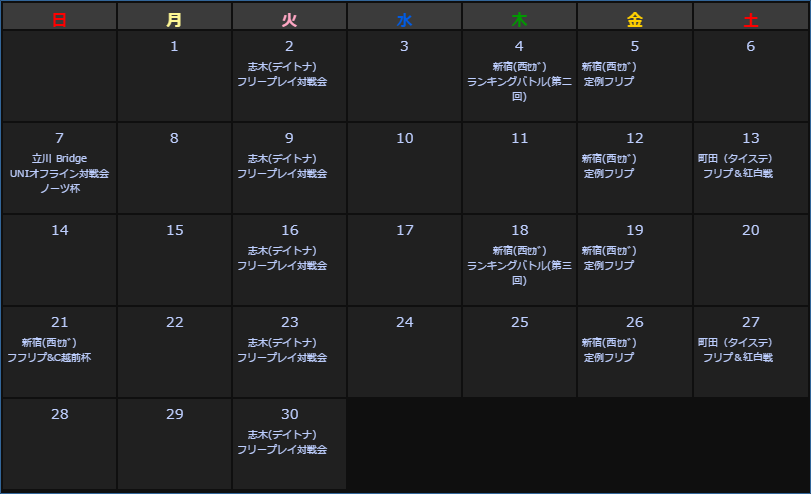 日 月 火 水 木 金 土
1 2 3 4 5 6
志木(デイトナ)
フリープレイ対戦会
新宿(西ｾｶﾞ)
ランキングバトル(第二
回)
新宿(西ｾｶﾞ)
定例フリプ
7 8 9 10 11 12 13
立川 Bridge
UNIオフライン対戦会
ノーツ杯
志木(デイトナ)
フリープレイ対戦会
新宿(西ｾｶﾞ)
定例フリプ
町田（タイステ）
フリプ＆紅白戦
14 15 16 17 18 19 20
志木(デイトナ)
フリープレイ対戦会
新宿(西ｾｶﾞ)
ランキングバトル(第三
回)
新宿(西ｾｶﾞ)
定例フリプ
21 22 23 24 25 26 27
新宿(西ｾｶﾞ)
フフリプ&C越前杯
志木(デイトナ)
フリープレイ対戦会
新宿(西ｾｶﾞ)
定例フリプ
町田（タイステ）
フリプ＆紅白戦
28 29 30
志木(デイトナ)
フリープレイ対戦会